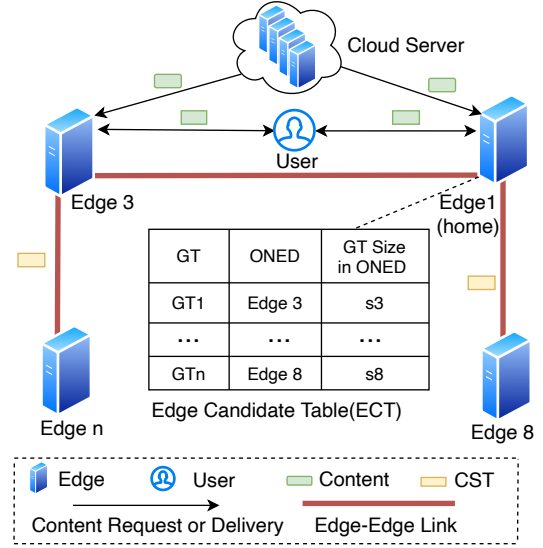 Cloud Server
User
Edge 3
Edge1
(home)
GT ONED GT Size
in ONED
GT1 Edge 3 s3
... ... ...
GTn Edge 8 s8
Edge Candidate Table(ECT)
Edge n
Edge 8
Edge User Content CST
Content Request or Delivery Edge-Edge Link